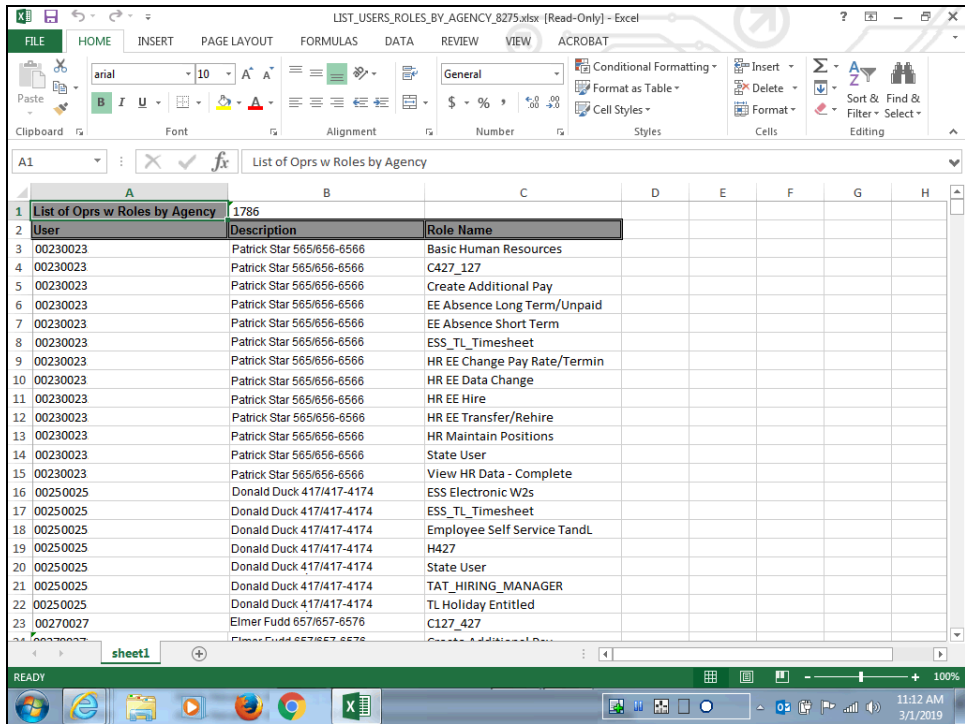 LIST_USERS_ROLES_BY_AGENCY_8275.xlsx [Read-Only] - Excel
FILE HOME INSERT PAGE LAYOUT FORMULAS DATA REVIEW VIEW ACROBAT
Paste
Clipboard
arial 10
B I U
Font
Alignment
General
$ % ,
Number
Conditional Formatting
Format as Table
Cell Styles
Styles
Insert
Delete
Format
Cells
Sort & Filter
Find & Select
Editing
A1 fx List of Oprs w Roles by Agency
A B C D E F G H
1 List of Oprs w Roles by Agency 1786
2 User Description Role Name
3 00230023 Patrick Star 565/656-6566 Basic Human Resources
4 00230023 Patrick Star 565/656-6566 C427_127
5 00230023 Patrick Star 565/656-6566 Create Additional Pay
6 00230023 Patrick Star 565/656-6566 EE Absence Long Term/Unpaid
7 00230023 Patrick Star 565/656-6566 EE Absence Short Term
8 00230023 Patrick Star 565/656-6566 ESS_TL_Timesheet
9 00230023 Patrick Star 565/656-6566 HR EE Change Pay Rate/Termin
10 00230023 Patrick Star 565/656-6566 HR EE Data Change
11 00230023 Patrick Star 565/656-6566 HR EE Hire
12 00230023 Patrick Star 565/656-6566 HR EE Transfer/Rehire
13 00230023 Patrick Star 565/656-6566 HR Maintain Positions
14 00230023 Patrick Star 565/656-6566 State User
15 00230023 Patrick Star 565/656-6566 View HR Data - Complete
16 00250025 Donald Duck 417/417-4174 ESS Electronic W2s
17 00250025 Donald Duck 417/417-4174 ESS_TL_Timesheet
18 00250025 Donald Duck 417/417-4174 Employee Self Service TandL
19 00250025 Donald Duck 417/417-4174 H427
20 00250025 Donald Duck 417/417-4174 State User
21 00250025 Donald Duck 417/417-4174 TAT_HIRING_MANAGER
22 00250025 Donald Duck 417/417-4174 TL Holiday Entitled
23 00270027 Elmer Fudd 657/657-6576 C127_427
sheet1
READY 100%
11:12 AM
3/1/2019